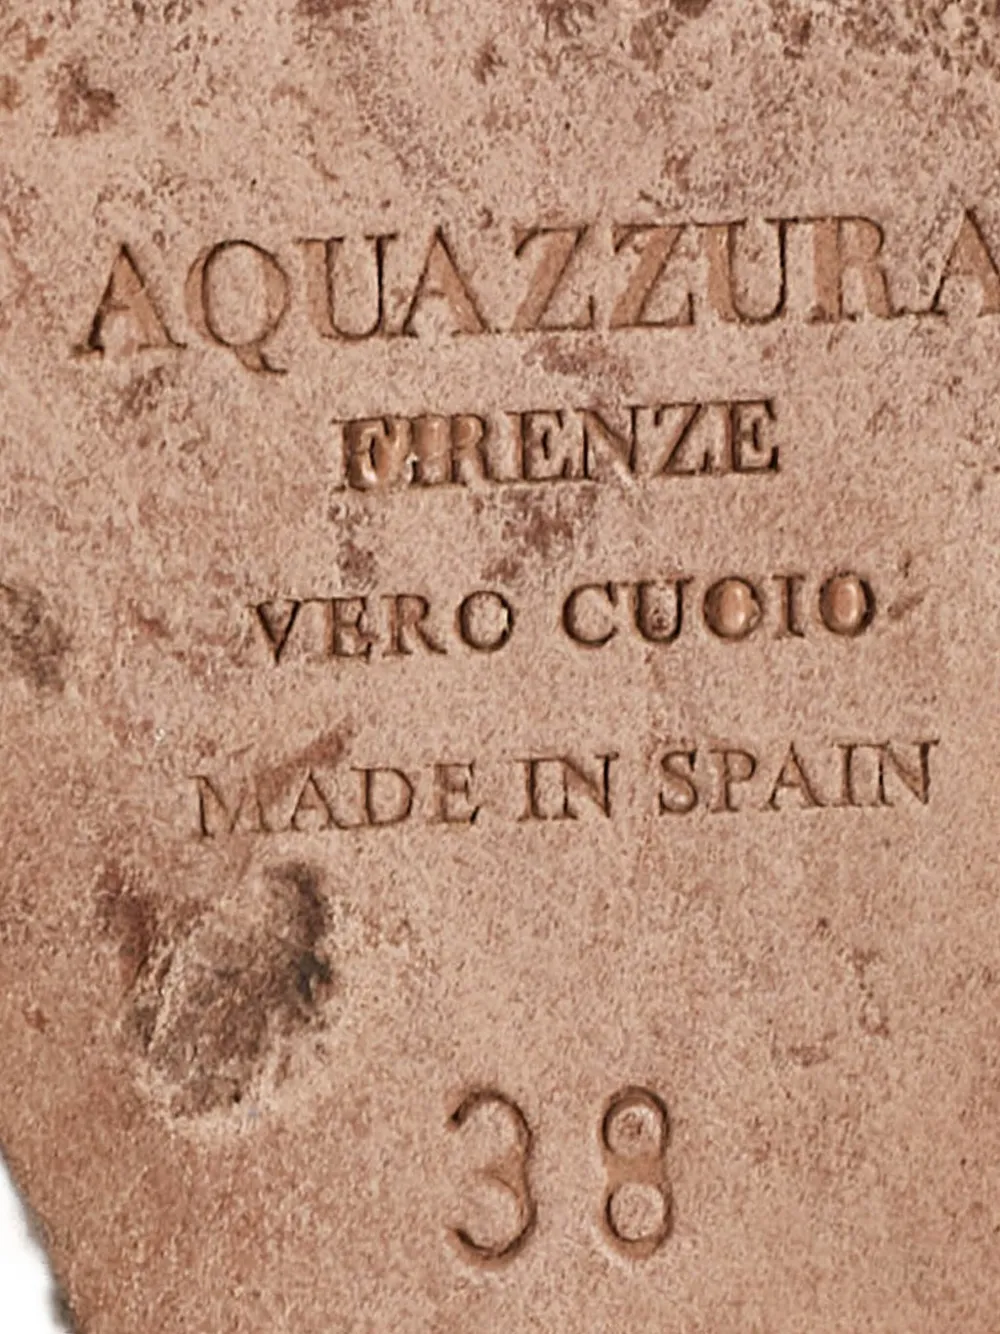 AQUAZZURA
FIRENZE
VERO CUOIO
MADE IN SPAIN
38